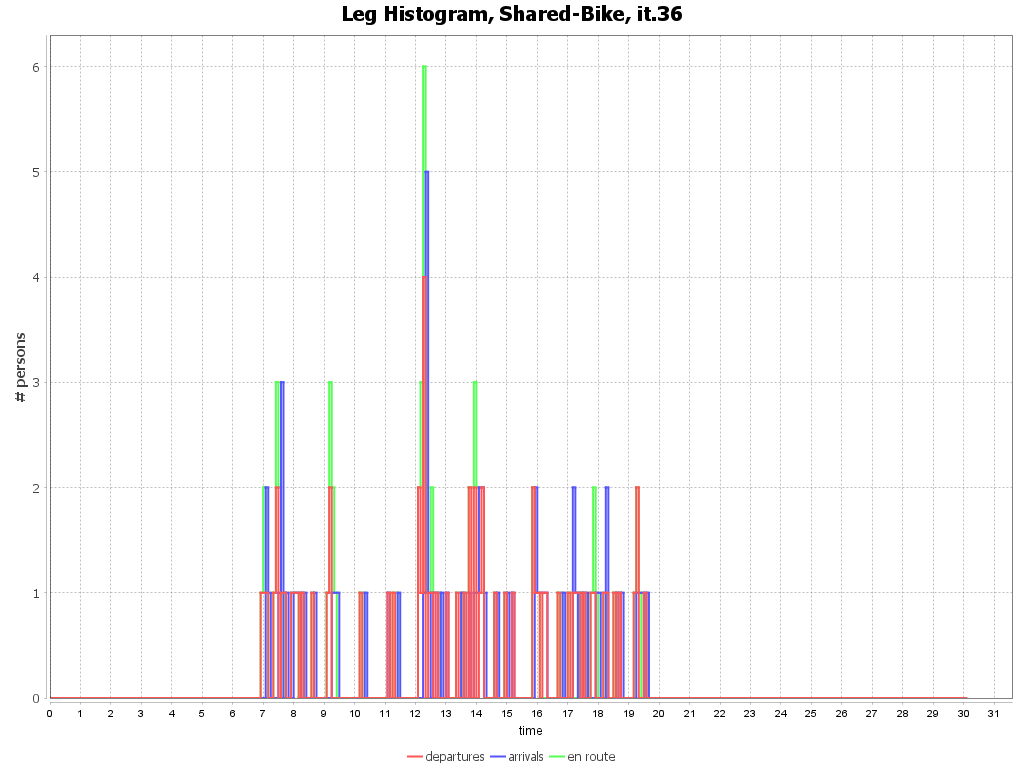 Leg Histogram, Shared-Bike, it.36
# persons
6
5
4
3
2
1
0
0 1 2 3 4 5 6 7 8 9 10 11 12 13 14 15 16 17 18 19 20 21 22 23 24 25 26 27 28 29 30 31
time
departures arrivals en route